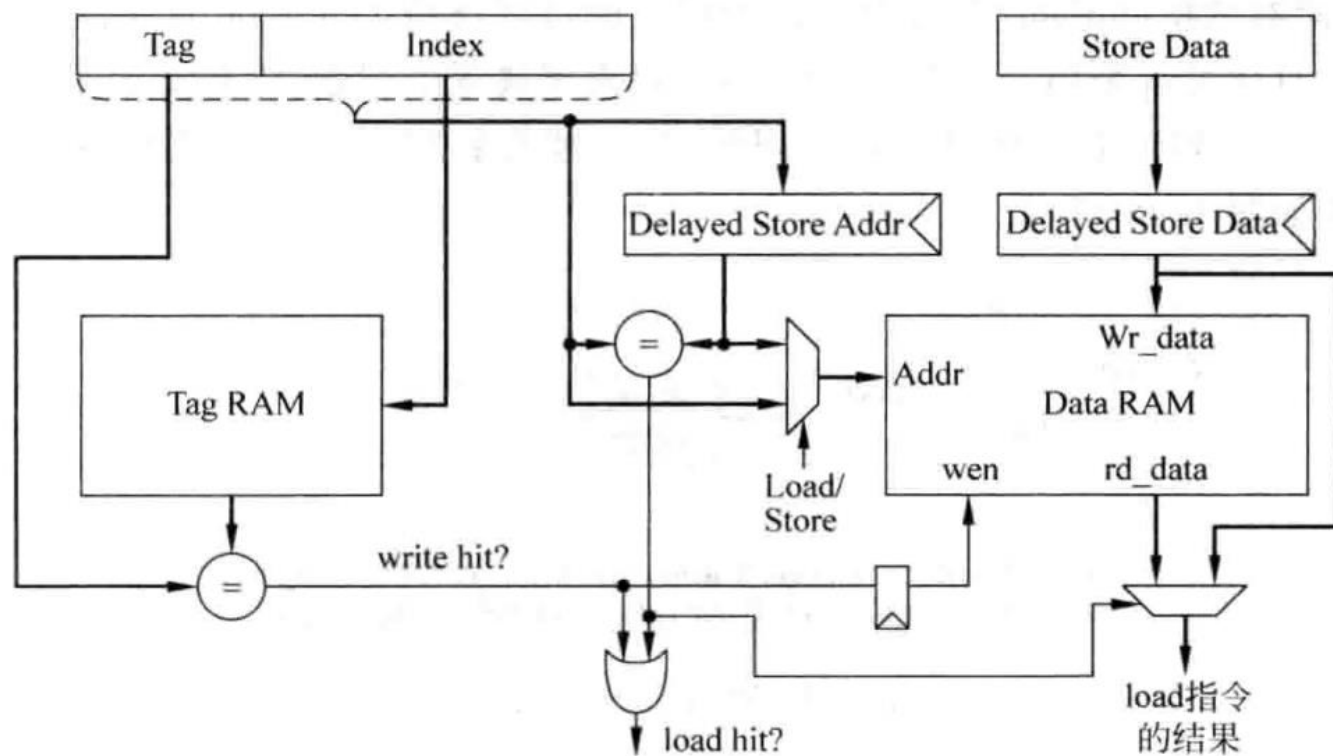 Tag
Index
Store Data
Delayed Store Addr
Delayed Store Data
=
Wr_data
Addr
Tag RAM
Data RAM
wen
rd_data
Load/
Store
write hit?
=
load指令
的结果
load hit?